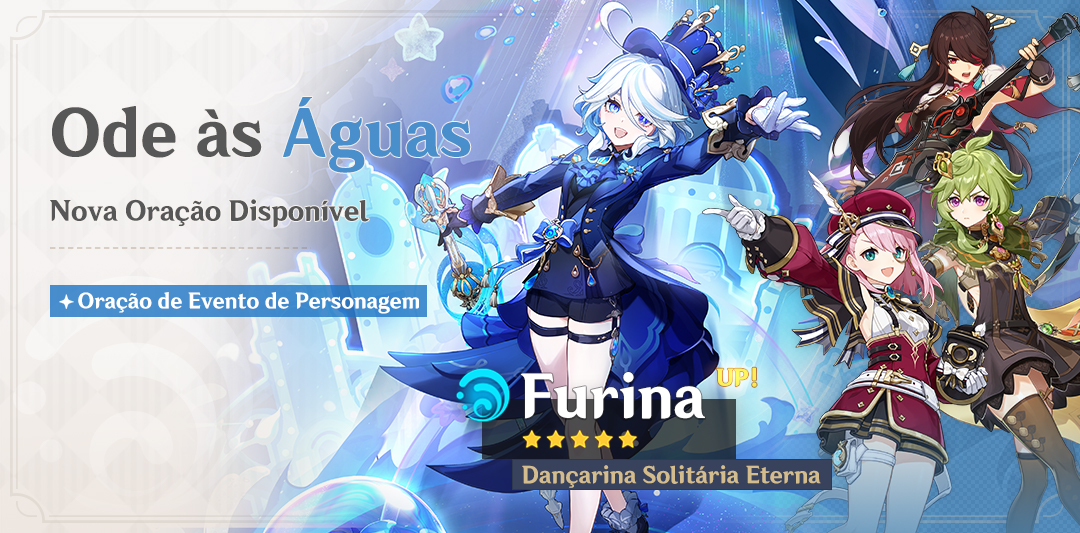 Ode às Águas
Nova Oração Disponível
Oração de Evento de Personagem
Furina UP!
Dançarina Solitária Eterna